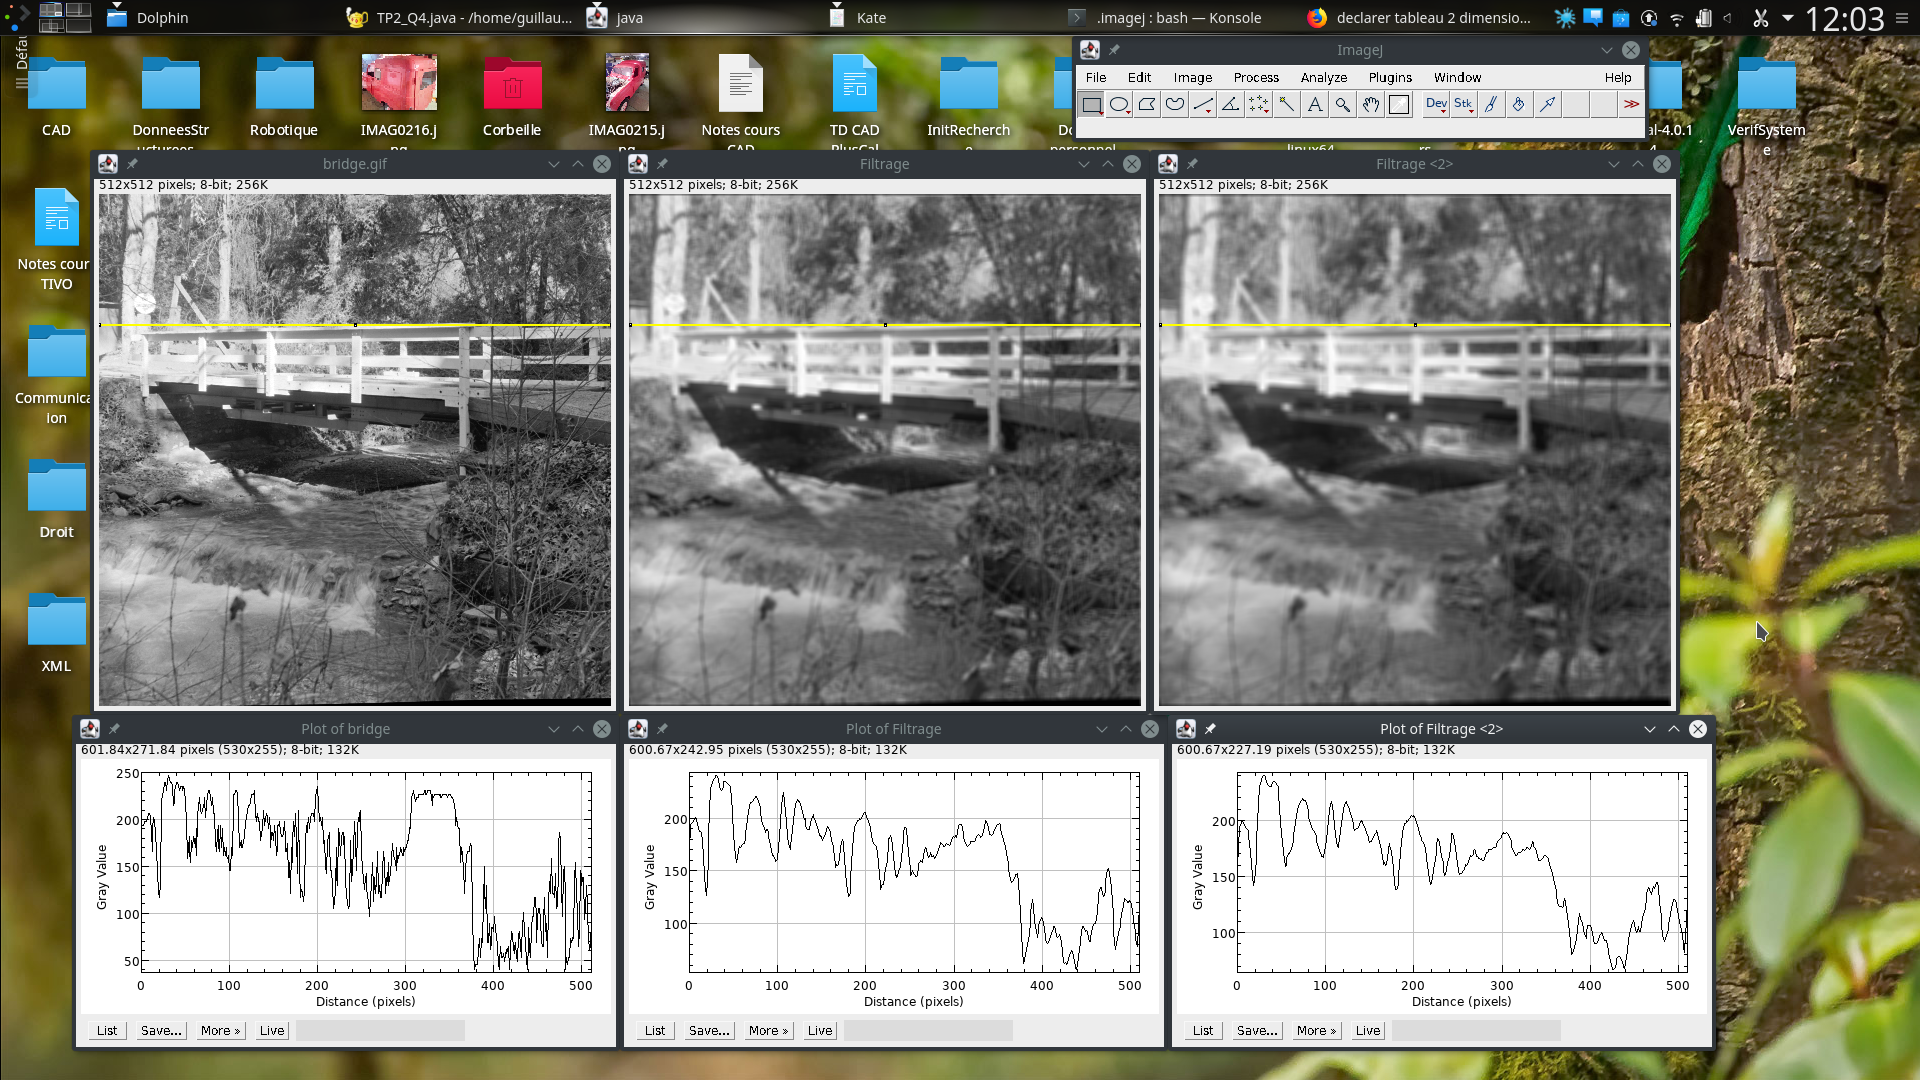 Dolphin
TP2_Q4.java - /home/guillau...
Java
Kate
.imagej : bash — Konsole
declarer tableau 2 dimensio...
12:03
Défau
CAD
DonneesStr
Robotique
IMAG0216.j
Corbeille
IMAG0215.j
Notes cours
CAD
TD CAD
PlusCal
InitRecherch
e
VerifSystem
e
al-4.0.1
ImageJ
File Edit Image Process Analyze Plugins Window Help
Dev Stk
Notes cour
TIVO
Communica
ion
Droit
XML
bridge.gif
512x512 pixels; 8-bit; 256K
Filtrage
512x512 pixels; 8-bit; 256K
Filtrage <2>
512x512 pixels; 8-bit; 256K
Plot of bridge
601.84x271.84 pixels (530x255); 8-bit; 132K
250
200
150
100
50
Gray Value
0 100 200 300 400 500
Distance (pixels)
List Save... More » Live
Plot of Filtrage
600.67x242.95 pixels (530x255); 8-bit; 132K
200
150
100
Gray Value
0 100 200 300 400 500
Distance (pixels)
List Save... More » Live
Plot of Filtrage <2>
600.67x227.19 pixels (530x255); 8-bit; 132K
200
150
100
Gray Value
0 100 200 300 400 500
Distance (pixels)
List Save... More » Live